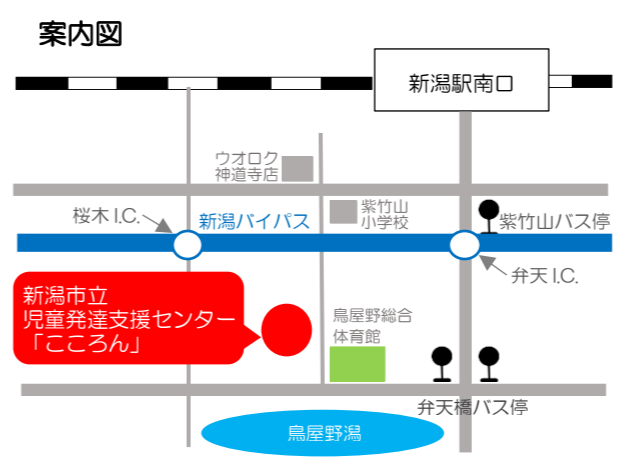 案内図
新潟駅南口
ウオロク
神道寺店
紫竹山
小学校
桜木 I.C.
新潟バイパス
紫竹山バス停
弁天 I.C.
新潟市立
児童発達支援センター
「こころん」
鳥屋野総合
体育館
弁天橋バス停
鳥屋野潟